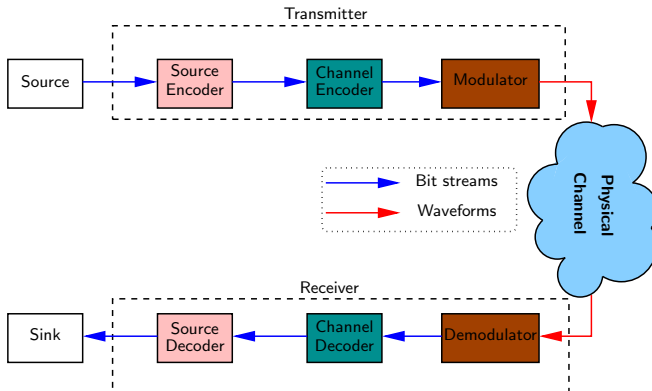 Transmitter
Source
Source
Encoder
Channel
Encoder
Modulator
Physical
Channel
Bit streams
Waveforms
Receiver
Sink
Source
Decoder
Channel
Decoder
Demodulator